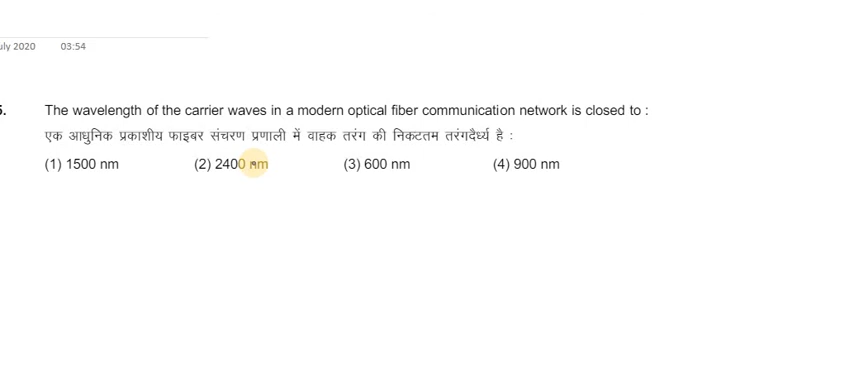 uly 2020 03:54
5. The wavelength of the carrier waves in a modern optical fiber communication network is closed to :
एक आधुनिक प्रकाशीय फाइबर संचरण प्रणाली में वाहक तरंग की निकटतम तरंगदैर्ध्य है :
(1) 1500 nm (2) 2400 nm (3) 600 nm (4) 900 nm